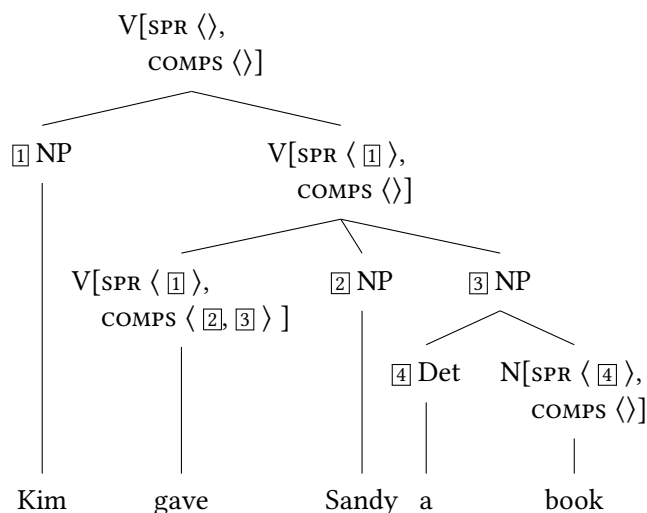 V[SPR ⟨⟩,
COMPS ⟨⟩]
1 NP V[SPR ⟨ 1 ⟩,
COMPS ⟨⟩]
V[SPR ⟨ 1 ⟩, 2 NP 3 NP
COMPS ⟨ 2, 3 ⟩ ]
4 Det N[SPR ⟨ 4 ⟩,
COMPS ⟨⟩]
Kim gave Sandy a book